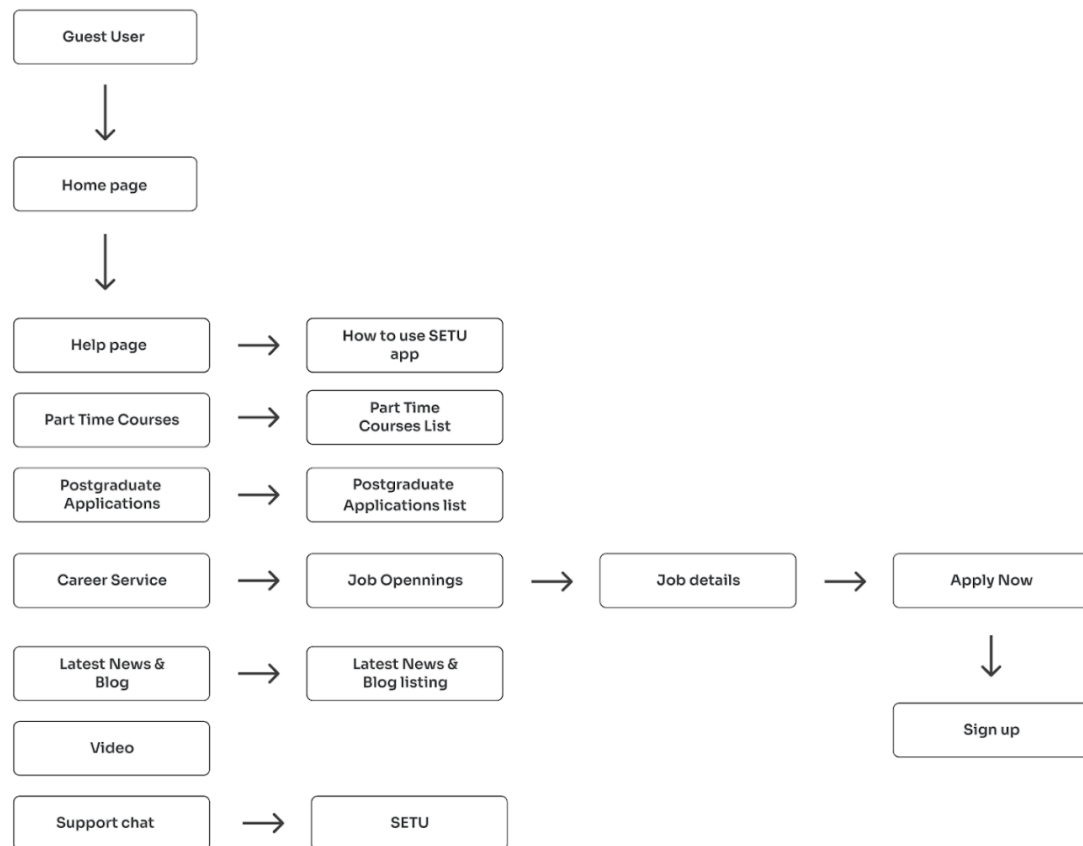 Guest User
Home page
Help page
How to use SETU
app
Part Time Courses
Part Time
Courses List
Postgraduate
Applications
Postgraduate
Applications list
Career Service
Job Opennings
Job details
Apply Now
Latest News &
Blog
Latest News &
Blog listing
Sign up
Video
Support chat
SETU